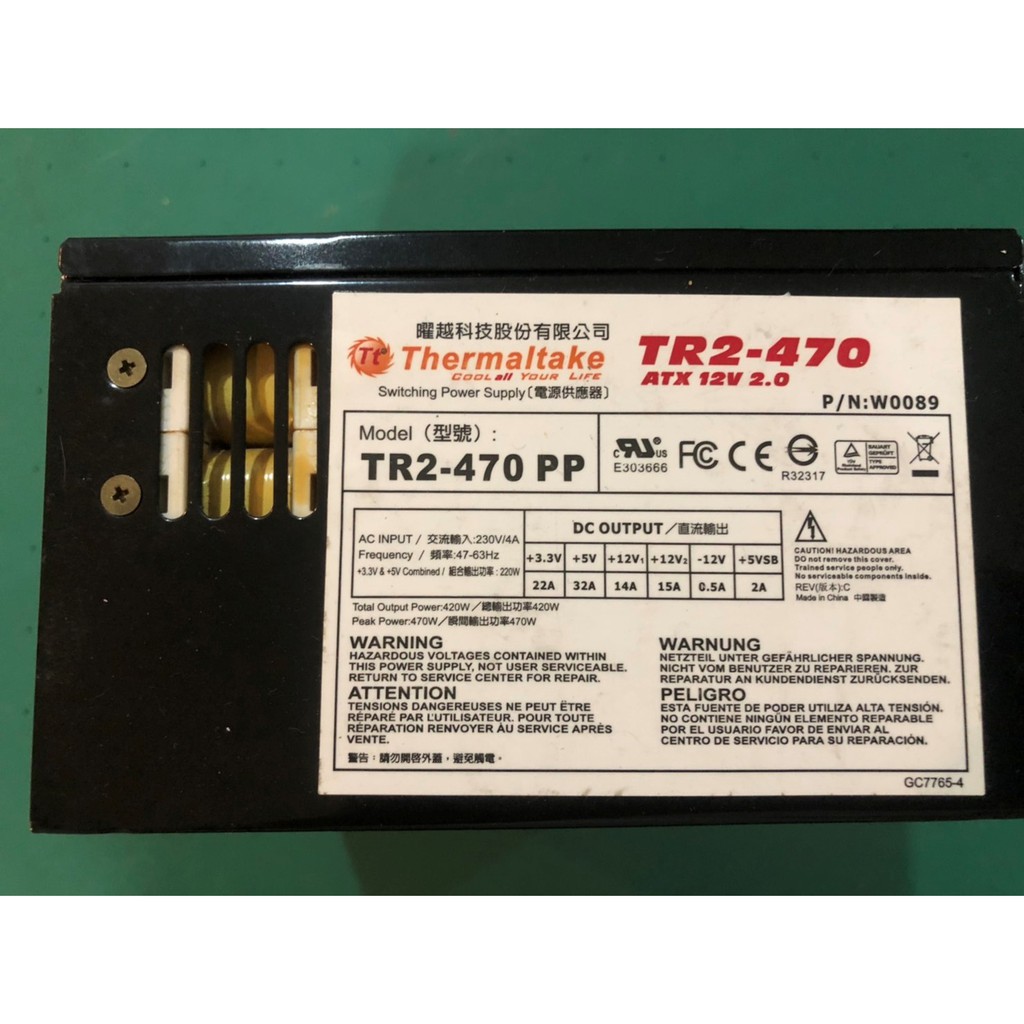 曜越科技股份有限公司
Tt® Thermaltake
COOL all YOUR LIFE
Switching Power Supply〔電源供應器〕
TR2-470
ATX 12V 2.0
P/N:W0089
Model（型號）:
TR2-470 PP
c RU us
E303666
FC CE
R32317
BAUART
GEPRÜFT
TYPE
APPROVED
AC INPUT / 交流輸入:230V/4A
Frequency / 頻率:47-63Hz
+3.3V & +5V Combined / 組合輸出功率 : 220W
DC OUTPUT／直流輸出
+3.3V +5V +12V1 +12V2 -12V +5VSB
22A 32A 14A 15A 0.5A 2A
CAUTION! HAZARDOUS AREA
DO not remove this cover.
Trained service people only.
No serviceable components inside.
REV(版本):C
Made in China 中國製造
Total Output Power:420W／總輸出功率420W
Peak Power:470W／瞬間輸出功率470W
WARNING
HAZARDOUS VOLTAGES CONTAINED WITHIN
THIS POWER SUPPLY, NOT USER SERVICEABLE.
RETURN TO SERVICE CENTER FOR REPAIR.
ATTENTION
TENSIONS DANGEREUSES NE PEUT ËTRE
RÉPARÉ PAR L'UTILISATEUR. POUR TOUTE
RÉPARATION RENVOYER ÀU SERVICE APRÈS
VENTE.
警告：請勿開啓外蓋，避免觸電。
WARNUNG
NETZTEIL UNTER GEFÄHRLICHER SPANNUNG.
NICHT VOM BENUTZER ZU REPARIEREN. ZUR
REPARATUR AN KUNDENDIENST ZURÜCKSENDEN.
PELIGRO
ESTA FUENTE DE PODER UTILIZA ALTA TENSIÓN.
NO CONTIENE NINGÚN ELEMENTO REPARABLE
POR EL USUARIO FAVOR DE ENVIAR AL
CENTRO DE SERVICIO PARA SU REPARACIÓN.
GC7765-4